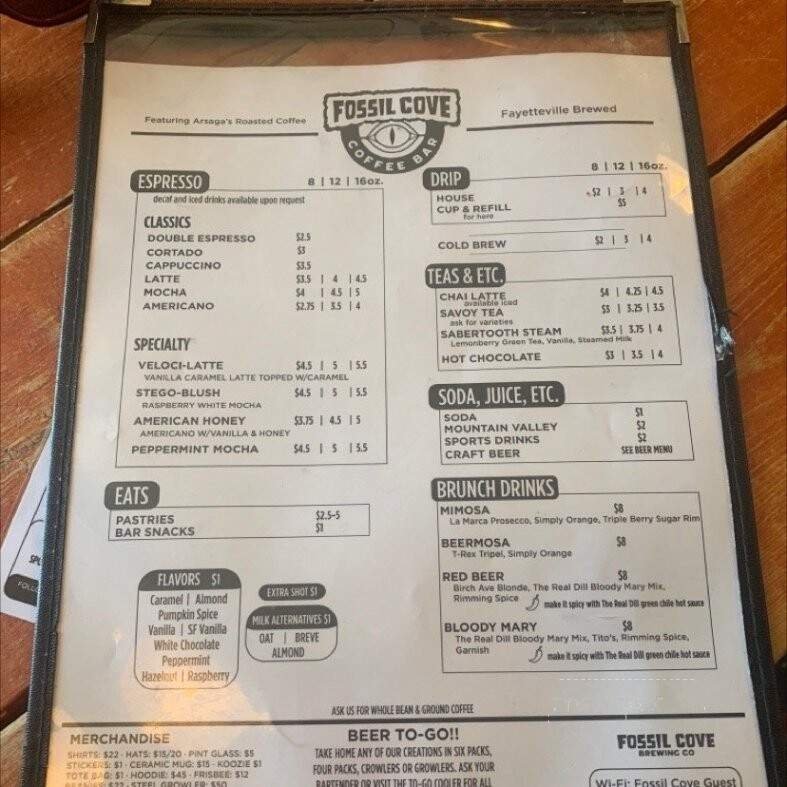 Featuring Arsaga's Roasted Coffee
FOSSIL COVE
COFFEE BAR
Fayetteville Brewed
ESPRESSO
8 | 12 | 16oz.
decaf and iced drinks available upon request
CLASSICS
DOUBLE ESPRESSO $2.5
CORTADO $3
CAPPUCCINO $3.5
LATTE $3.5 | 4 | 4.5
MOCHA $4 | 4.5 | 5
AMERICANO $2.75 | 3.5 | 4
SPECIALTY
VELOCI-LATTE $4.5 | 5 | 5.5
VANILLA CARAMEL LATTE TOPPED W/CARAMEL
STEGO-BLUSH $4.5 | 5 | 5.5
RASPBERRY WHITE MOCHA
AMERICAN HONEY $3.75 | 4.5 | 5
AMERICANO W/VANILLA & HONEY
PEPPERMINT MOCHA $4.5 | 5 | 5.5
EATS
PASTRIES $2.5-5
BAR SNACKS $1
FLAVORS $1
Caramel | Almond
Pumpkin Spice
Vanilla | SF Vanilla
White Chocolate
Peppermint
Hazelnut | Raspberry
EXTRA SHOT $1
MILK ALTERNATIVES $1
OAT | BREVE
ALMOND
DRIP
8 | 12 | 16oz.
HOUSE $2 | 3 | 4
CUP & REFILL $5
for here
COLD BREW $2 | 3 | 4
TEAS & ETC.
CHAI LATTE $4 | 4.25 | 4.5
available iced
SAVOY TEA $3 | 3.25 | 3.5
ask for varieties
SABERTOOTH STEAM $3.5 | 3.75 | 4
Lemonberry Green Tea, Vanilla, Steamed Milk
HOT CHOCOLATE $3 | 3.5 | 4
SODA, JUICE, ETC.
SODA $1
MOUNTAIN VALLEY $2
SPORTS DRINKS $2
CRAFT BEER SEE BEER MENU
BRUNCH DRINKS
MIMOSA $8
La Marca Prosecco, Simply Orange, Triple Berry Sugar Rim
BEERMOSA $8
T-Rex Tripel, Simply Orange
RED BEER $8
Birch Ave Blonde, The Real Dill Bloody Mary Mix,
Rimming Spice make it spicy with The Real Dill green chile hot sauce
BLOODY MARY $8
The Real Dill Bloody Mary Mix, Tito's, Rimming Spice,
Garnish make it spicy with The Real Dill green chile hot sauce
ASK US FOR WHOLE BEAN & GROUND COFFEE
MERCHANDISE
SHIRTS: $22 · HATS: $15/20 · PINT GLASS: $5
STICKERS: $1 · CERAMIC MUG: $15 · KOOZIE $1
TOTE BAG: $1 · HOODIE: $45 · FRISBEE: $12
BEANIES $22 · STEEL GROWLER: $50
BEER TO-GO!!
TAKE HOME ANY OF OUR CREATIONS IN SIX PACKS,
FOUR PACKS, CROWLERS OR GROWLERS. ASK YOUR
BARTENDER OR VISIT THE TO-GO COOLER FOR ALL
FOSSIL COVE
BREWING CO
Wi-Fi: Fossil Cove Guest